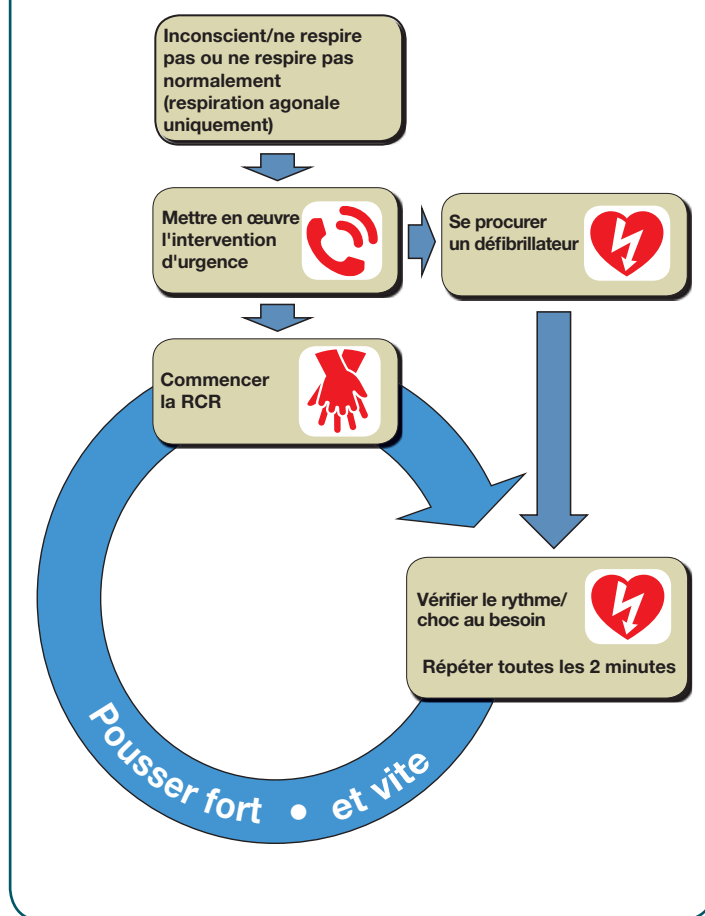 Inconscient/ne respire
pas ou ne respire pas
normalement
(respiration agonale
uniquement)
Mettre en œuvre
l'intervention
d'urgence
Se procurer
un défibrillateur
Commencer
la RCR
Vérifier le rythme/
choc au besoin
Répéter toutes les 2 minutes
Pousser fort • et vite